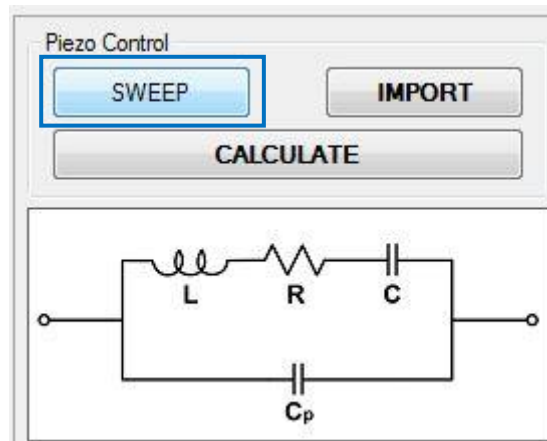 Piezo Control
SWEEP IMPORT
CALCULATE
L R C
Cp